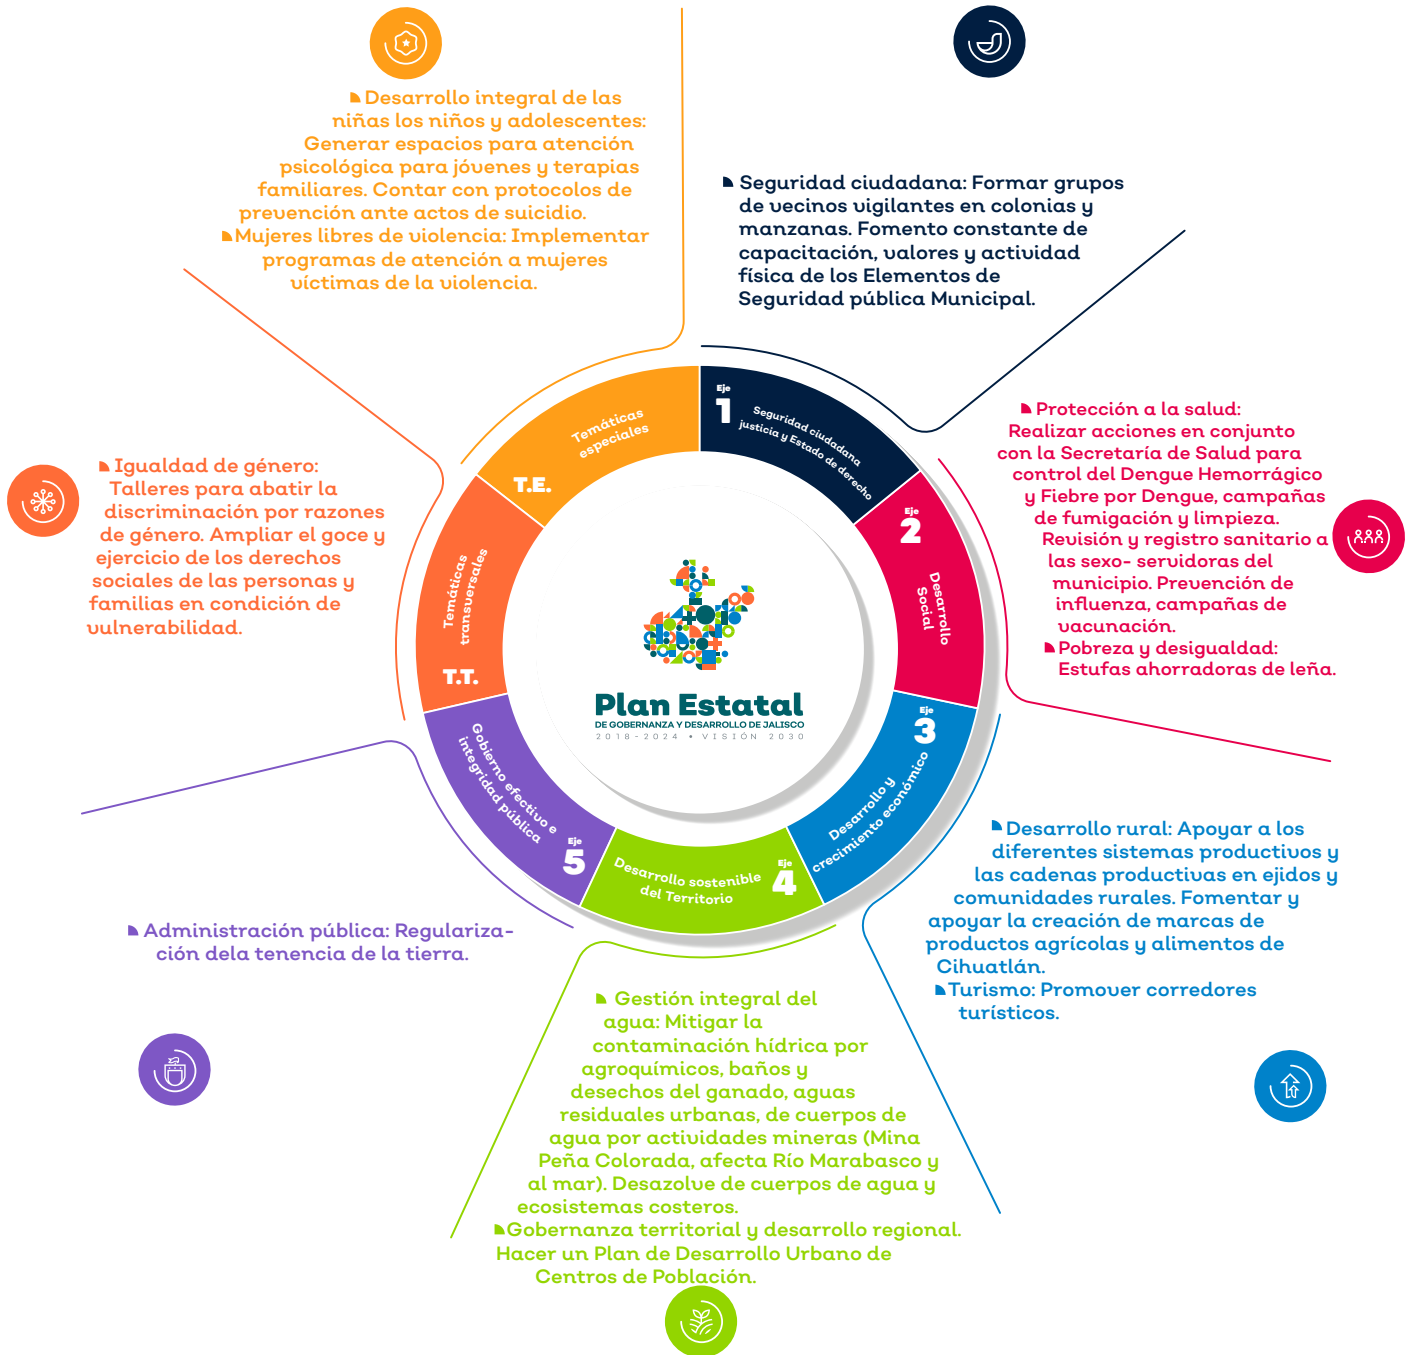 Desarrollo integral de las
niñas los niños y adolescentes:
Generar espacios para atención
psicológica para jóvenes y terapias
familiares. Contar con protocolos de
prevención ante actos de suicidio.
Mujeres libres de violencia: Implementar
programas de atención a mujeres
víctimas de la violencia.
Seguridad ciudadana: Formar grupos
de vecinos vigilantes en colonias y
manzanas. Fomento constante de
capacitación, valores y actividad
física de los Elementos de
Seguridad pública Municipal.
Protección a la salud:
Realizar acciones en conjunto
con la Secretaría de Salud para
control del Dengue Hemorrágico
y Fiebre por Dengue, campañas
de fumigación y limpieza.
Revisión y registro sanitario a
las sexo- servidoras del
municipio. Prevención de
influenza, campañas de
vacunación.
Pobreza y desigualdad:
Estufas ahorradoras de leña.
Igualdad de género:
Talleres para abatir la
discriminación por razones
de género. Ampliar el goce y
ejercicio de los derechos
sociales de las personas y
familias en condición de
vulnerabilidad.
Eje
1
Seguridad ciudadana
justicia y Estado de derecho
Eje
2
Desarrollo
Social
Eje
3
Desarrollo y
crecimiento económico
Eje
4
Desarrollo sostenible
del Territorio
Eje
5
Gobierno efectivo e
integridad pública
T.T.
Temáticas
transversales
T.E.
Temáticas
especiales
Plan Estatal
DE GOBERNANZA Y DESARROLLO DE JALISCO
2018-2024 • VISIÓN 2030
Desarrollo rural: Apoyar a los
diferentes sistemas productivos y
las cadenas productivas en ejidos y
comunidades rurales. Fomentar y
apoyar la creación de marcas de
productos agrícolas y alimentos de
Cihuatlán.
Turismo: Promover corredores
turísticos.
Administración pública: Regulariza-
ción dela tenencia de la tierra.
Gestión integral del
agua: Mitigar la
contaminación hídrica por
agroquímicos, baños y
desechos del ganado, aguas
residuales urbanas, de cuerpos de
agua por actividades mineras (Mina
Peña Colorada, afecta Río Marabasco y
al mar). Desazolve de cuerpos de agua y
ecosistemas costeros.
Gobernanza territorial y desarrollo regional.
Hacer un Plan de Desarrollo Urbano de
Centros de Población.